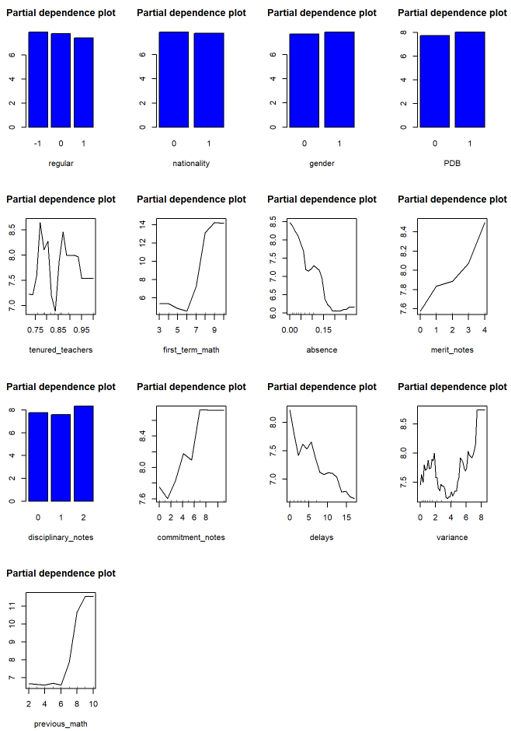 Partial dependence plot Partial dependence plot Partial dependence plot Partial dependence plot
0 2 4 6
-1 0 1
regular
0 2 4 6
0 1
nationality
0 2 4 6
0 1
gender
0 2 4 6 8
0 1
PDB
Partial dependence plot Partial dependence plot Partial dependence plot Partial dependence plot
7.0 7.5 8.0 8.5
0.75 0.85 0.95
tenured_teachers
6 8 10 12 14
3 4 5 6 7 8 9
first_term_math
6.0 6.5 7.0 7.5 8.0 8.5
0.00 0.15
absence
7.6 7.8 8.0 8.2 8.4
0 1 2 3 4
merit_notes
Partial dependence plot Partial dependence plot Partial dependence plot Partial dependence plot
0 2 4 6 8
0 1 2
disciplinary_notes
7.6 8.0 8.4
0 2 4 6 8
commitment_notes
7.0 7.5 8.0
0 5 10 15
delays
7.5 8.0 8.5
0 2 4 6 8
variance
Partial dependence plot
7 8 9 10 11
2 4 6 8 10
previous_math